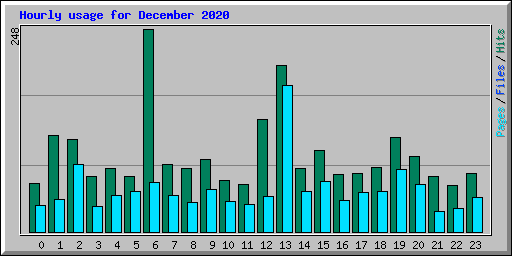 Hourly usage for December 2020
248
Pages / Files / Hits
0 1 2 3 4 5 6 7 8 9 10 11 12 13 14 15 16 17 18 19 20 21 22 23